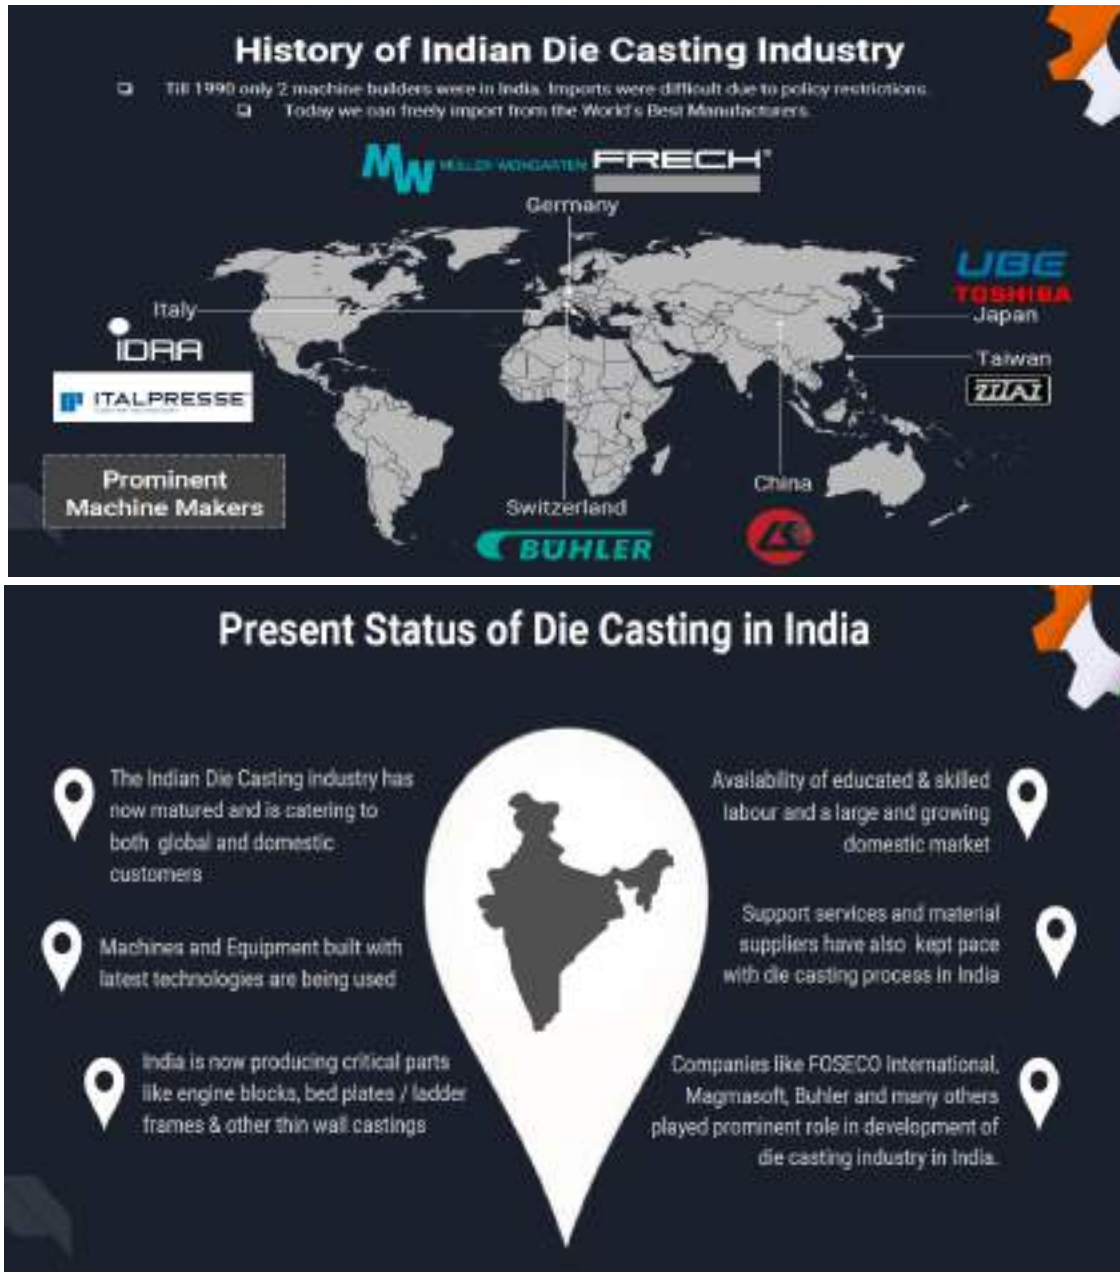 History of Indian Die Casting Industry
❑ Till 1990 only 2 machine builders were in India. Imports were difficult due to policy restrictions.
❑ Today we can freely import from the World's Best Manufacturers.
MW MÜLLER WEINGARTEN FRECH®
Germany
UBE
TOSHIBA
Japan
Italy
IDRA
ITALPRESSE
Taiwan
Prominent
Machine Makers
China
Switzerland
BÜHLER
Present Status of Die Casting in India
The Indian Die Casting industry has
now matured and is catering to
both global and domestic
customers
Machines and Equipment built with
latest technologies are being used
India is now producing critical parts
like engine blocks, bed plates / ladder
frames & other thin wall castings
Availability of educated & skilled
labour and a large and growing
domestic market
Support services and material
suppliers have also kept pace
with die casting process in India
Companies like FOSECO International,
Magmasoft, Buhler and many others
played prominent role in development of
die casting industry in India.